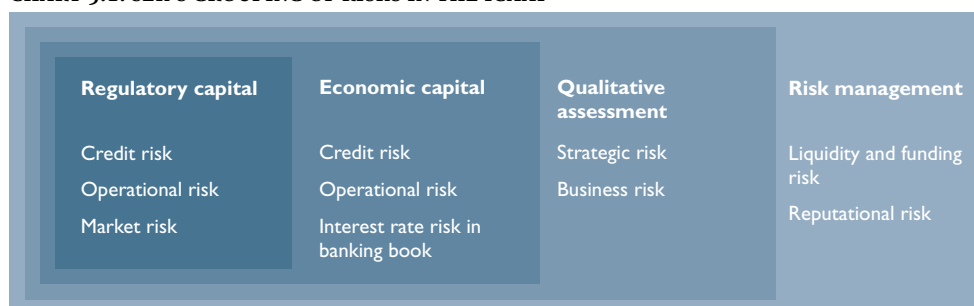 Regulatory capital
Credit risk
Operational risk
Market risk
Economic capital
Credit risk
Operational risk
Interest rate risk in
banking book
Qualitative
assessment
Strategic risk
Business risk
Risk management
Liquidity and funding
risk
Reputational risk